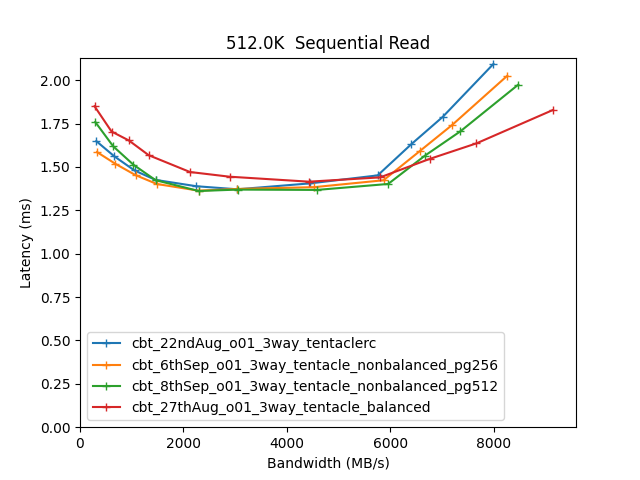 512.0K  Sequential Read
Latency (ms)
2.00
1.75
1.50
1.25
1.00
0.75
0.50
0.25
0.00
cbt_22ndAug_o01_3way_tentaclerc
cbt_6thSep_o01_3way_tentacle_nonbalanced_pg256
cbt_8thSep_o01_3way_tentacle_nonbalanced_pg512
cbt_27thAug_o01_3way_tentacle_balanced
0 2000 4000 6000 8000
Bandwidth (MB/s)